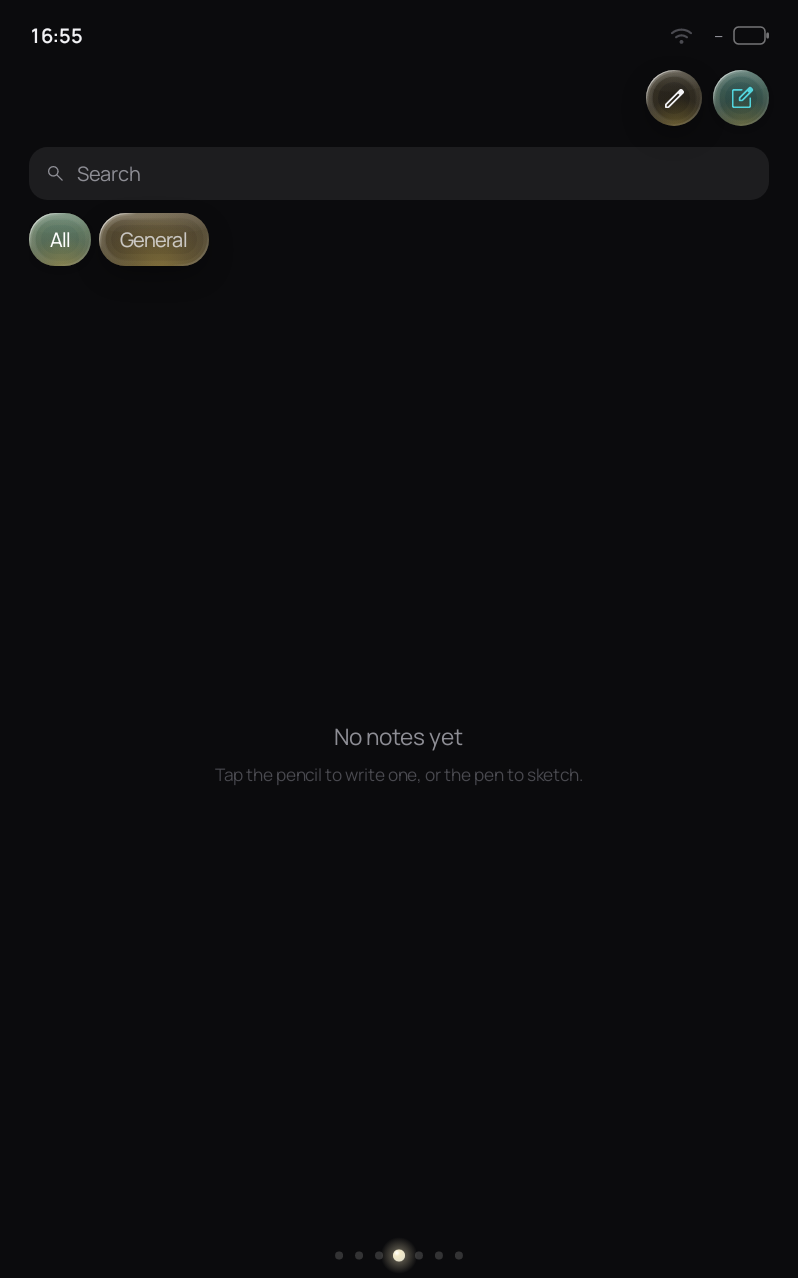 16:55
Search
All General
No notes yet
Tap the pencil to write one, or the pen to sketch.